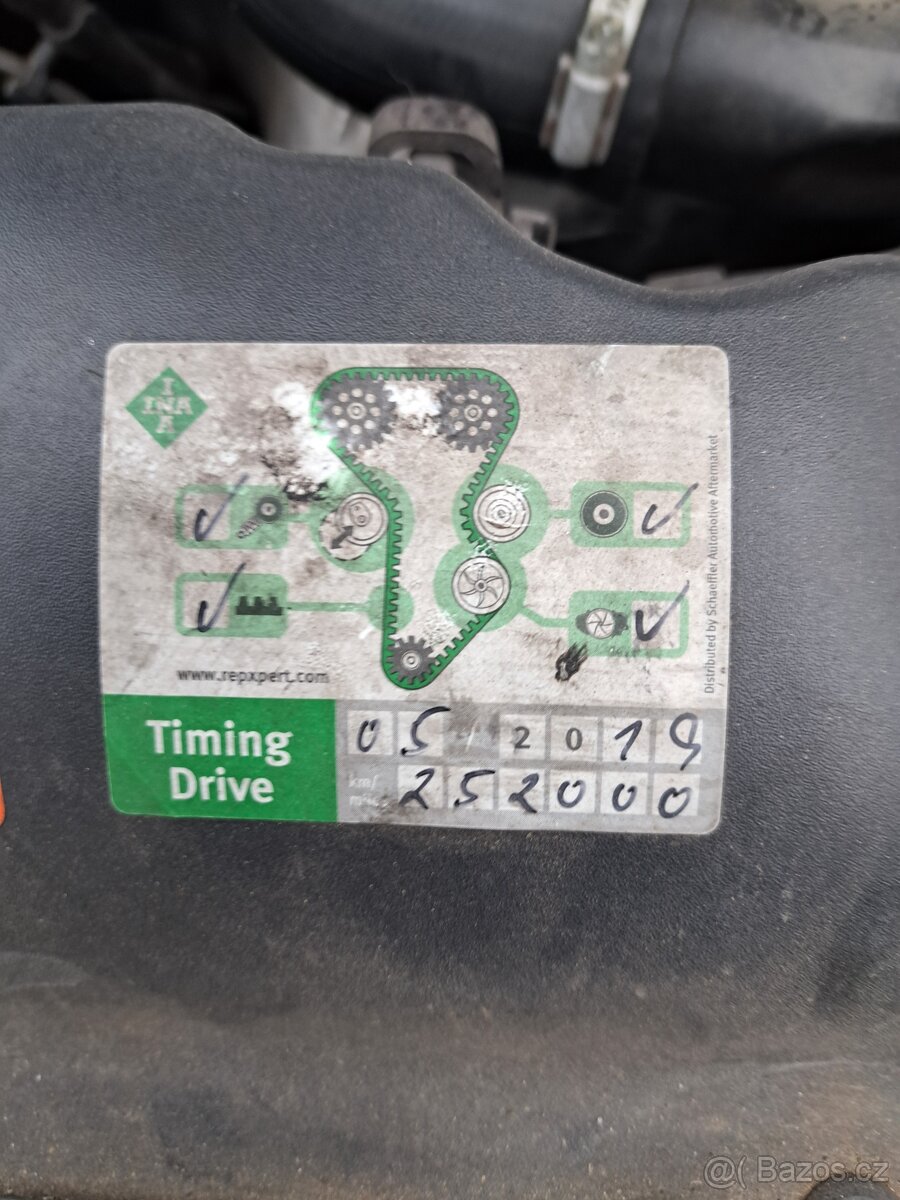 INA
www.repxpert.com
Distributed by Schaeffler Automotive Aftermarket
Timing
Drive
05 / 2019
km/
252000
@( Bazos.cz